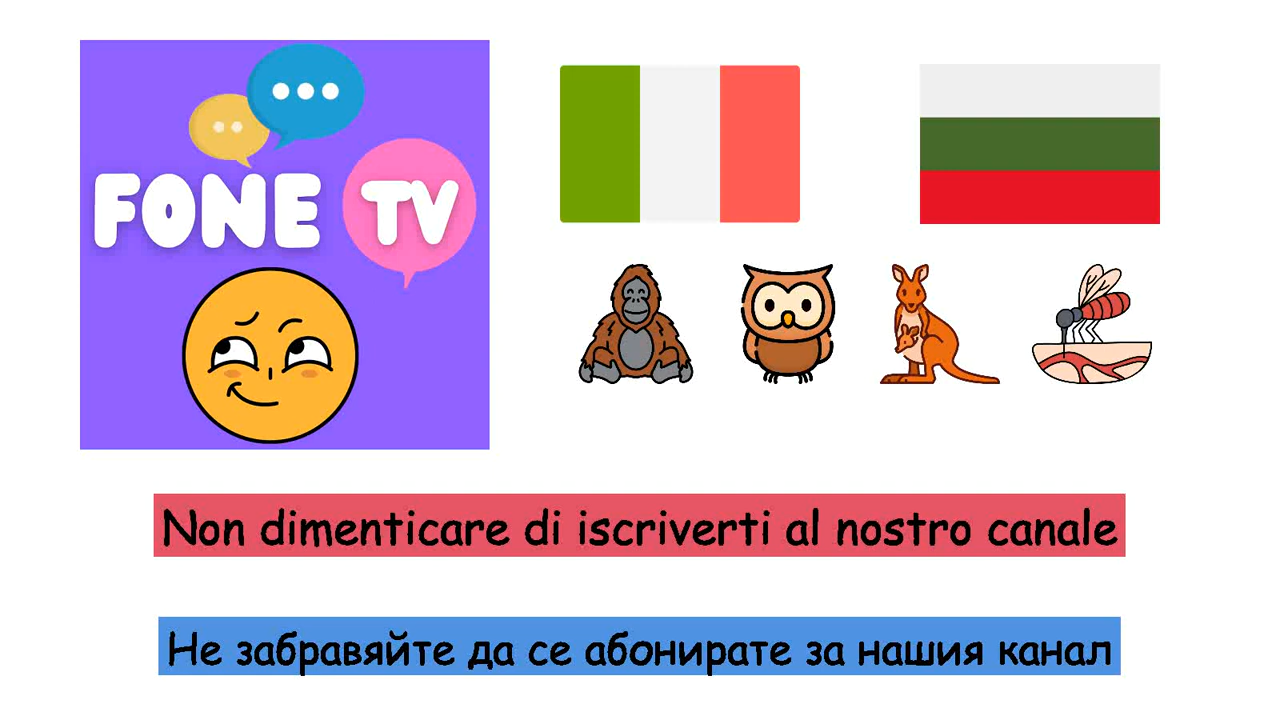 FONE TV
Non dimenticare di iscriverti al nostro canale
Не забравяйте да се абонирате за нашия канал